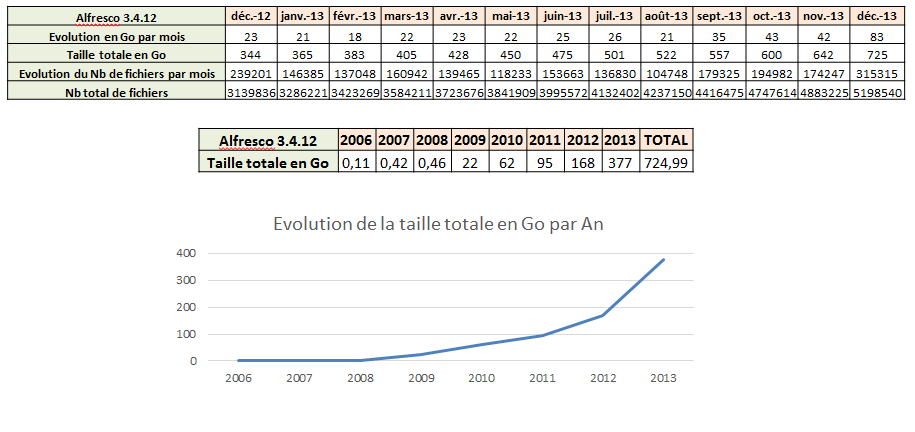 Alfresco 3.4.12 déc.-12 janv.-13 févr.-13 mars-13 avr.-13 mai-13 juin-13 juil.-13 août-13 sept.-13 oct.-13 nov.-13 déc.-13
Evolution en Go par mois 23 21 18 22 23 22 25 26 21 35 43 42 83
Taille totale en Go 344 365 383 405 428 450 475 501 522 557 600 642 725
Evolution du Nb de fichiers par mois 239201 146385 137048 160942 139465 118233 153663 136830 104748 179325 194982 174247 315315
Nb total de fichiers 3139836 3286221 3423269 3584211 3723676 3841909 3995572 4132402 4237150 4416475 4747614 4883225 5198540
Alfresco 3.4.12 2006 2007 2008 2009 2010 2011 2012 2013 TOTAL
Taille totale en Go 0,11 0,42 0,46 22 62 95 168 377 724,99
Evolution de la taille totale en Go par An
400
300
200
100
0
2006 2007 2008 2009 2010 2011 2012 2013